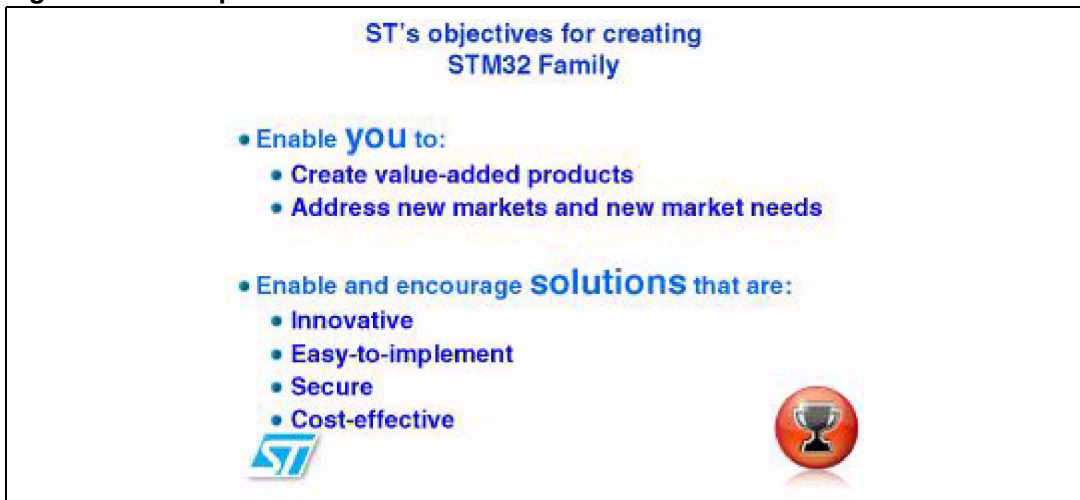 ST's objectives for creating
STM32 Family
Enable you to:
Create value-added products
Address new markets and new market needs
Enable and encourage solutions that are:
Innovative
Easy-to-implement
Secure
Cost-effective
ST